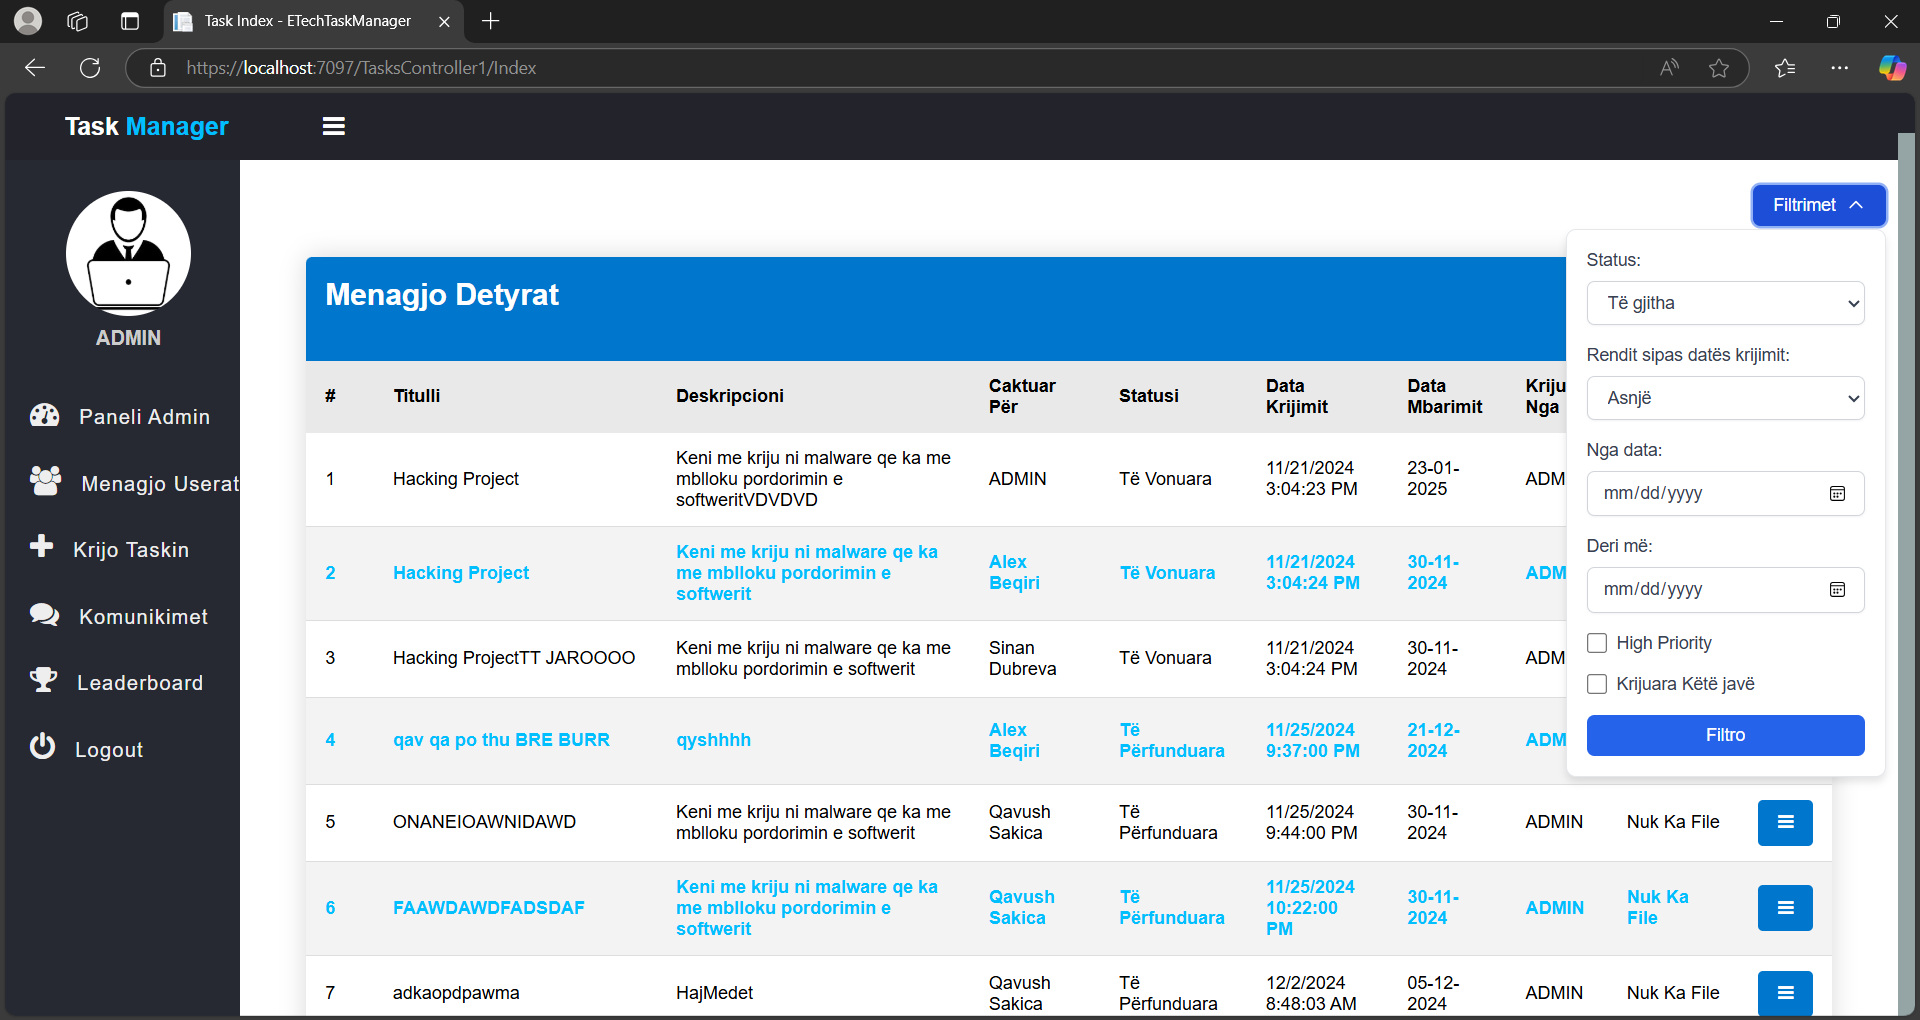 Task Index - ETechTaskManager
https://localhost:7097/TasksController1/Index
Task Manager
ADMIN
Paneli Admin
Menagjo Userat
Krijo Taskin
Komunikimet
Leaderboard
Logout
Filtrimet
Menagjo Detyrat
# Titulli Deskripcioni Caktuar Statusi Data Data Kriju
Për Krijimit Mbarimit Nga
1 Hacking Project Keni me kriju ni malware qe ka me ADMIN Të Vonuara 11/21/2024 23-01- ADM
mblloku pordorimin e 3:04:23 PM 2025
softweritVDVDVD
2 Hacking Project Keni me kriju ni malware qe ka Alex Të Vonuara 11/21/2024 30-11- ADM
me mblloku pordorimin e Beqiri 3:04:24 PM 2024
softwerit
3 Hacking ProjectTT JAROOOO Keni me kriju ni malware qe ka me Sinan Të Vonuara 11/21/2024 30-11- ADM
mblloku pordorimin e softwerit Dubreva 3:04:24 PM 2024
4 qav qa po thu BRE BURR qyshhhh Alex Të 11/25/2024 21-12- ADM
Beqiri Përfunduara 9:37:00 PM 2024
5 ONANEIOAWNIDAWD Keni me kriju ni malware qe ka me Qavush Të 11/25/2024 30-11- ADMIN Nuk Ka File
mblloku pordorimin e softwerit Sakica Përfunduara 9:44:00 PM 2024
6 FAAWDAWDFADSDAF Keni me kriju ni malware qe ka Qavush Të 11/25/2024 30-11- ADMIN Nuk Ka
me mblloku pordorimin e Sakica Përfunduara 10:22:00 2024 File
softwerit PM
7 adkaopdpawma HajMedet Qavush Të 12/2/2024 05-12- ADMIN Nuk Ka File
Sakica Përfunduara 8:48:03 AM 2024
Status:
Të gjitha
Rendit sipas datës krijimit:
Asnjë
Nga data:
mm/dd/yyyy
Deri më:
mm/dd/yyyy
High Priority
Krijuara Këtë javë
Filtro